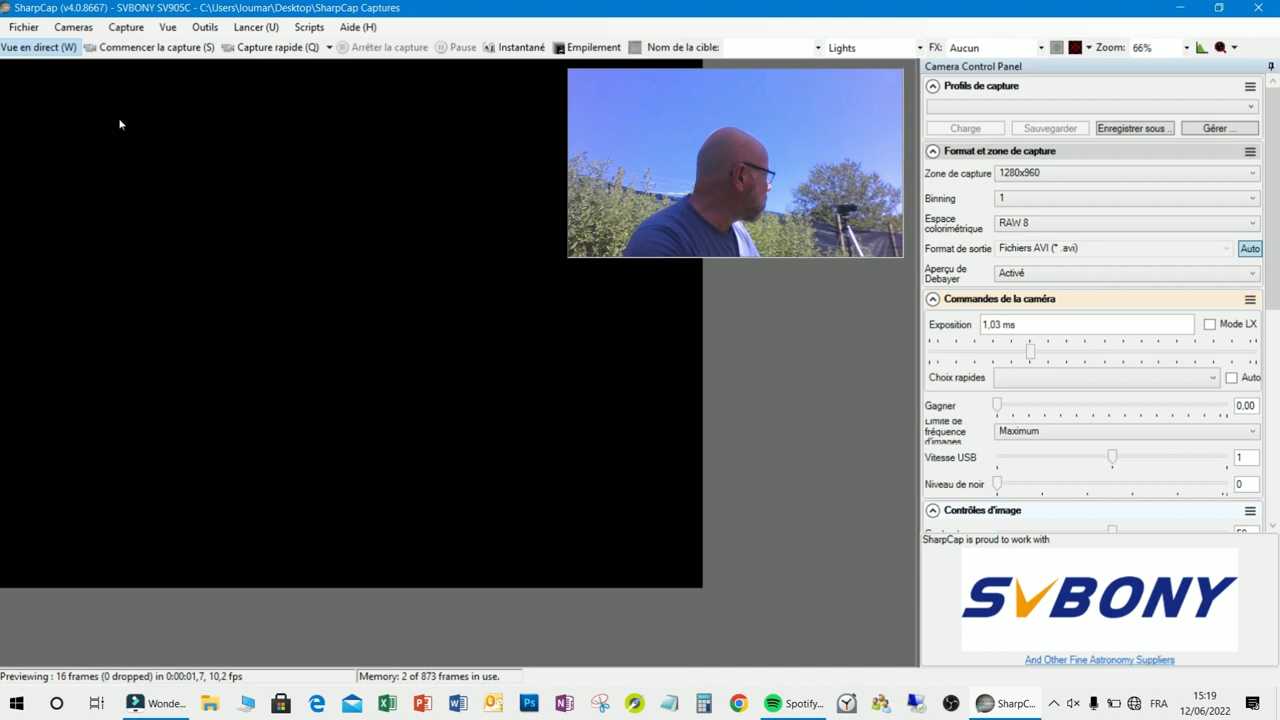 SharpCap (v4.0.8667) - SVBONY SV905C - C:\Users\loumar\Desktop\SharpCap Captures
Fichier Cameras Capture Vue Outils Lancer (U) Scripts Aide (H)
Vue en direct (W) Commencer la capture (S) Capture rapide (Q) Arrêter la capture Pause Instantané Empilement Nom de la cible: Lights FX: Aucun Zoom: 66%
Camera Control Panel
Profils de capture
Charge Sauvegarder Enregistrer sous .. Gérer ...
Format et zone de capture
Zone de capture 1280x960
Binning 1
Espace
colorimétrique RAW 8
Format de sortie Fichiers AVI (*.avi) Auto
Aperçu de
Debayer Activé
Commandes de la caméra
Exposition 1,03 ms Mode LX
Choix rapides Auto
Gagner 0,00
Limite de
fréquence
d'images Maximum
Vitesse USB 1
Niveau de noir 0
Contrôles d'image
50
SharpCap is proud to work with
SVBONY
And Other Fine Astronomy Suppliers
Previewing : 16 frames (0 dropped) in 0:00:01,7, 10,2 fps Memory: 2 of 873 frames in use.
Wonde... Spotify... SharpC... FRA 15:19
12/06/2022